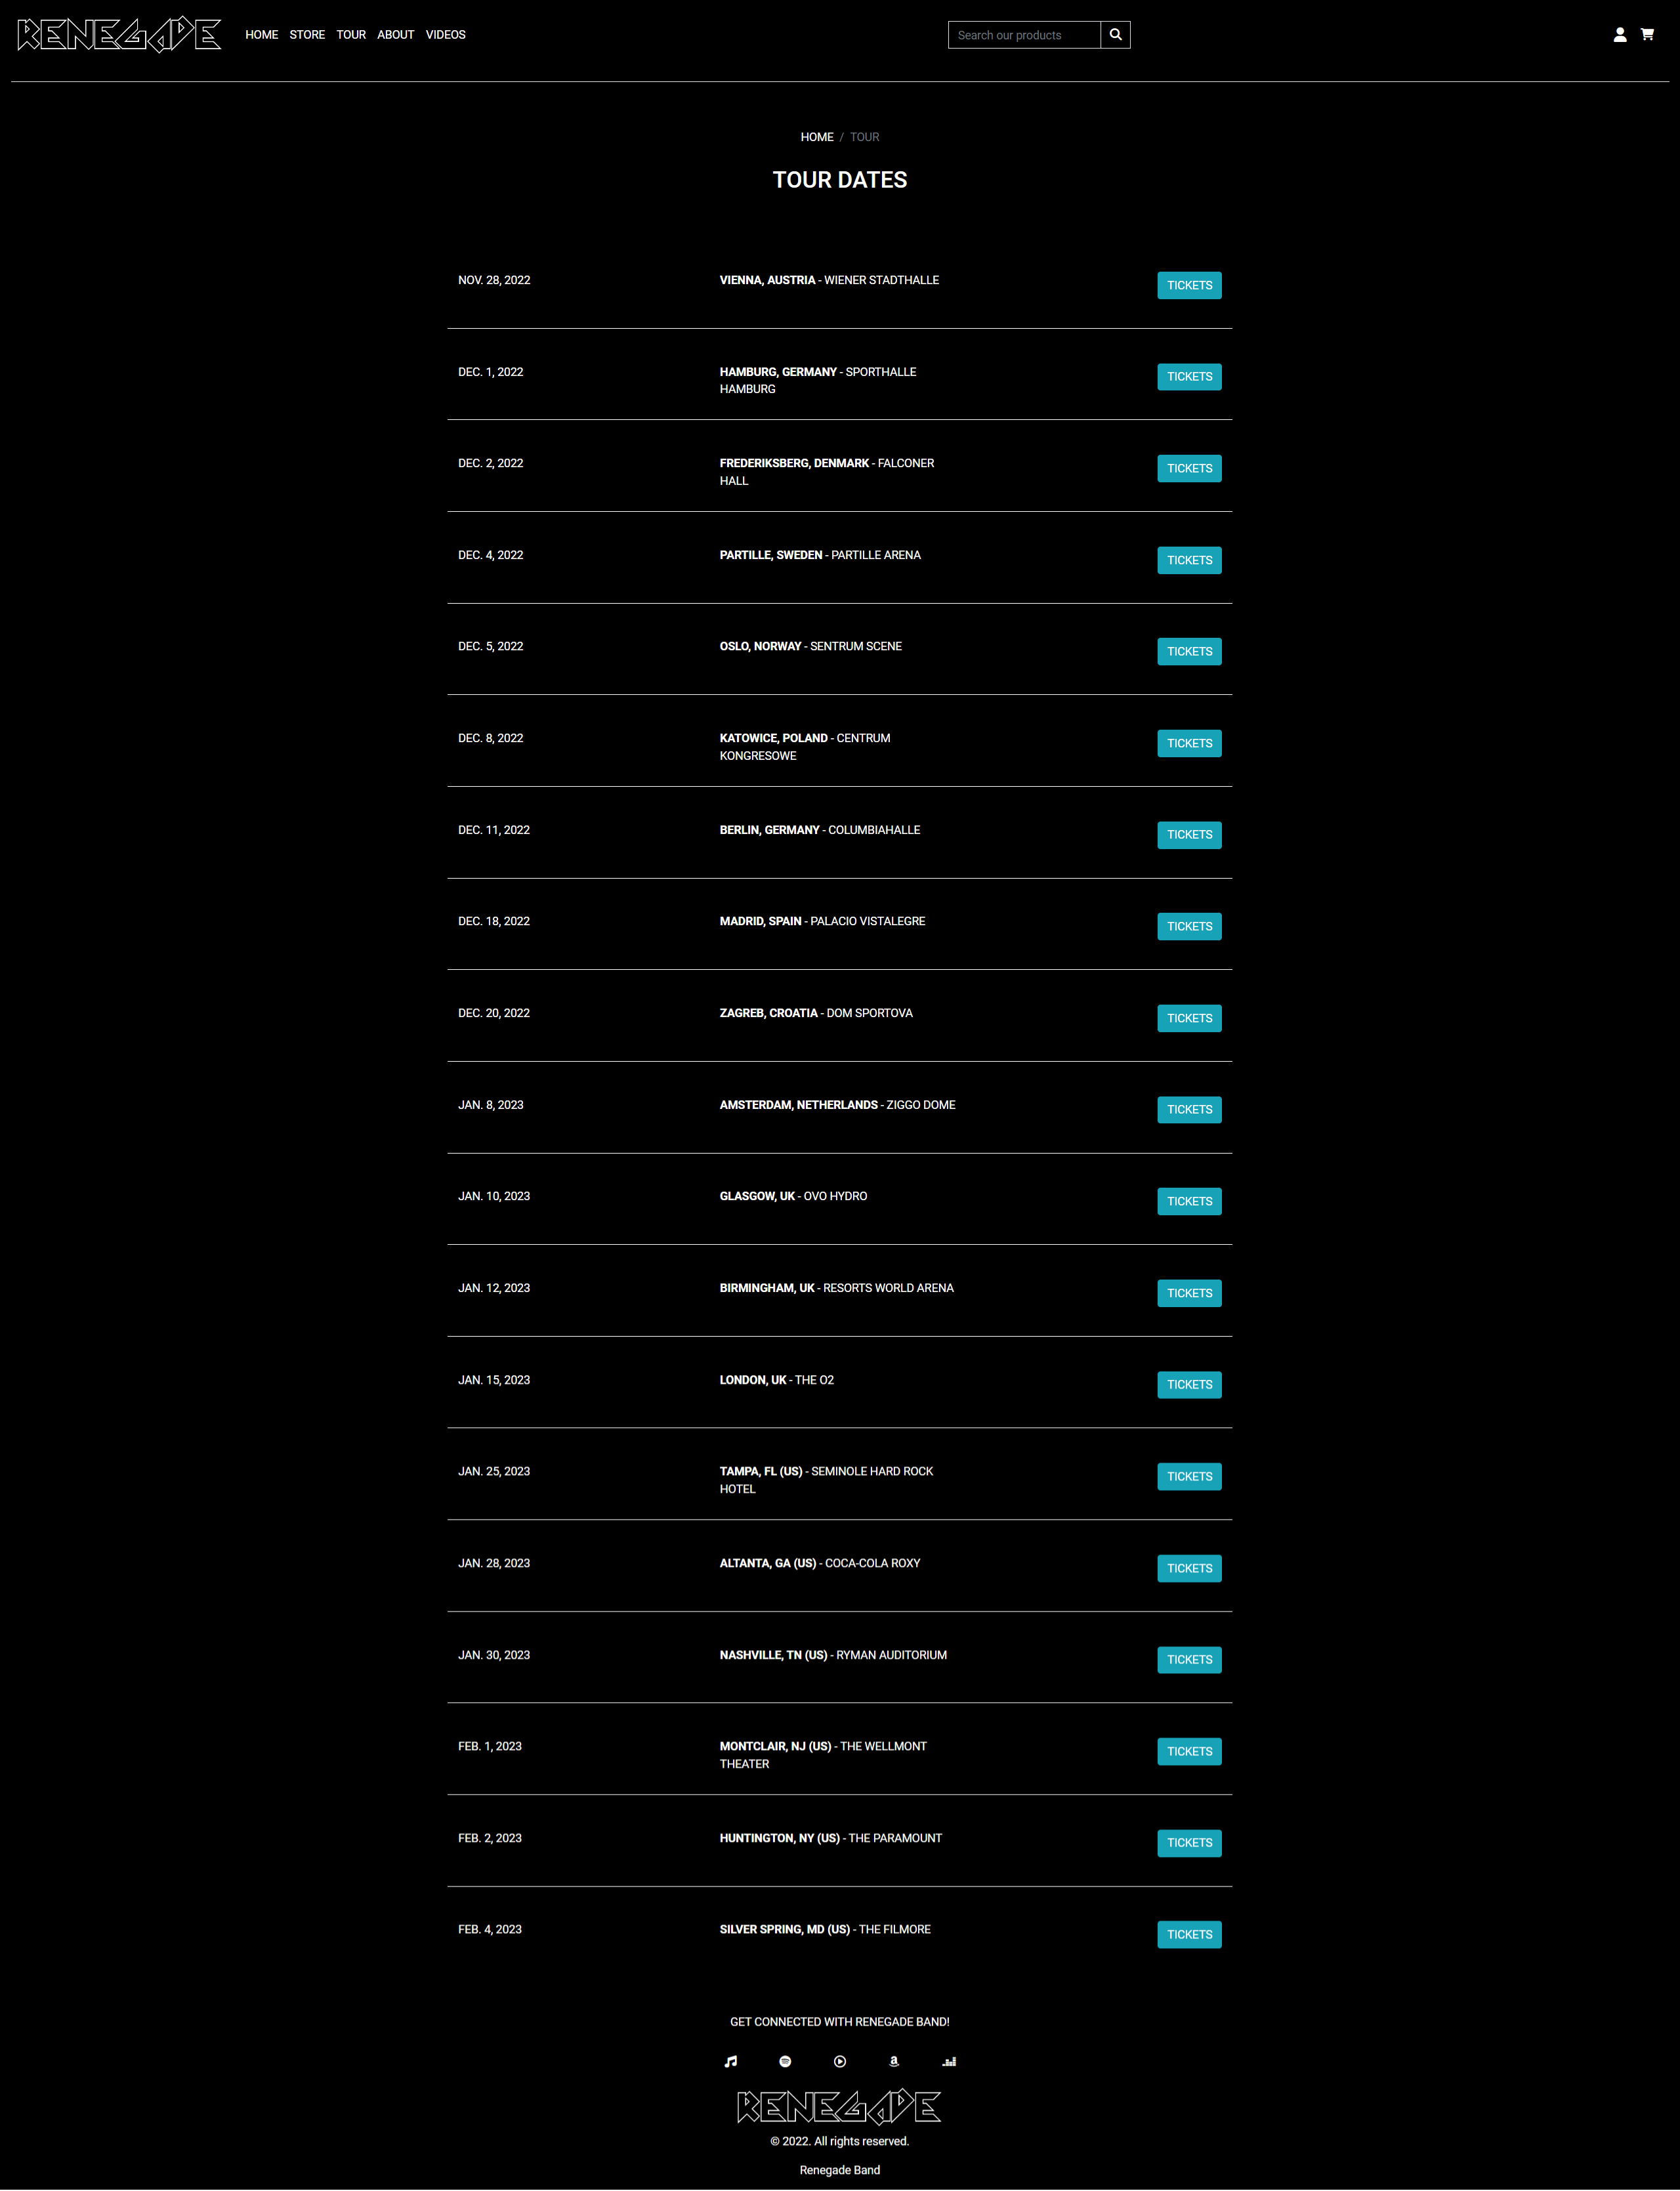 RENEGADE HOME STORE TOUR ABOUT VIDEOS Search our products
HOME / TOUR
TOUR DATES
NOV. 28, 2022 VIENNA, AUSTRIA - WIENER STADTHALLE TICKETS
DEC. 1, 2022 HAMBURG, GERMANY - SPORTHALLE TICKETS
HAMBURG
DEC. 2, 2022 FREDERIKSBERG, DENMARK - FALCONER TICKETS
HALL
DEC. 4, 2022 PARTILLE, SWEDEN - PARTILLE ARENA TICKETS
DEC. 5, 2022 OSLO, NORWAY - SENTRUM SCENE TICKETS
DEC. 8, 2022 KATOWICE, POLAND - CENTRUM TICKETS
KONGRESOWE
DEC. 11, 2022 BERLIN, GERMANY - COLUMBIAHALLE TICKETS
DEC. 18, 2022 MADRID, SPAIN - PALACIO VISTALEGRE TICKETS
DEC. 20, 2022 ZAGREB, CROATIA - DOM SPORTOVA TICKETS
JAN. 8, 2023 AMSTERDAM, NETHERLANDS - ZIGGO DOME TICKETS
JAN. 10, 2023 GLASGOW, UK - OVO HYDRO TICKETS
JAN. 12, 2023 BIRMINGHAM, UK - RESORTS WORLD ARENA TICKETS
JAN. 15, 2023 LONDON, UK - THE O2 TICKETS
JAN. 25, 2023 TAMPA, FL (US) - SEMINOLE HARD ROCK TICKETS
HOTEL
JAN. 28, 2023 ALTANTA, GA (US) - COCA-COLA ROXY TICKETS
JAN. 30, 2023 NASHVILLE, TN (US) - RYMAN AUDITORIUM TICKETS
FEB. 1, 2023 MONTCLAIR, NJ (US) - THE WELLMONT TICKETS
THEATER
FEB. 2, 2023 HUNTINGTON, NY (US) - THE PARAMOUNT TICKETS
FEB. 4, 2023 SILVER SPRING, MD (US) - THE FILMORE TICKETS
GET CONNECTED WITH RENEGADE BAND!
RENEGADE
© 2022. All rights reserved.
Renegade Band